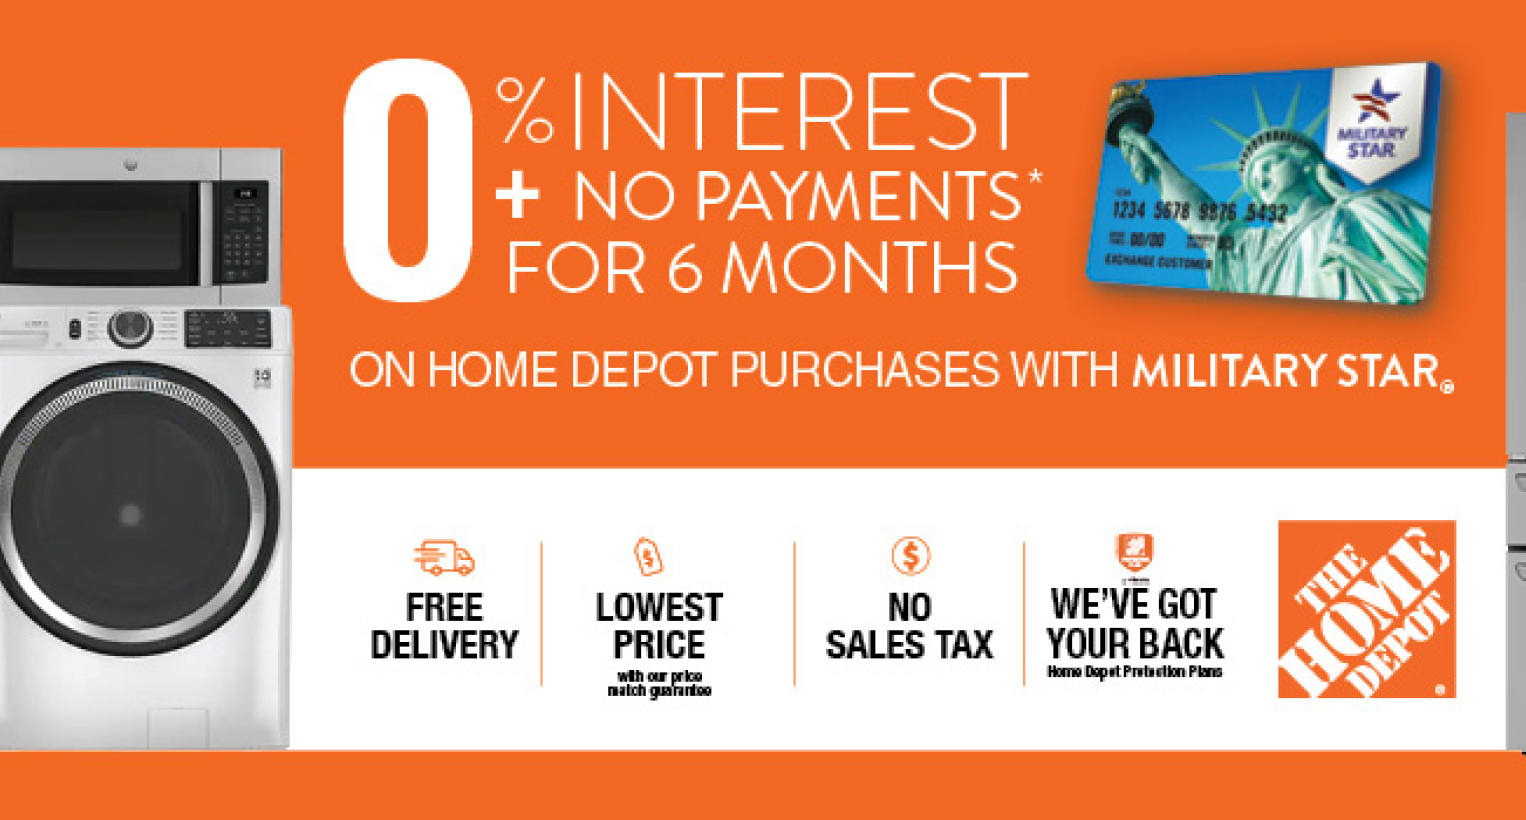 0% INTEREST
+ NO PAYMENTS*
FOR 6 MONTHS
MILITARY
STAR
1234 5678 9876 5432
00/00
EXCHANGE CUSTOMER
ON HOME DEPOT PURCHASES WITH MILITARY STAR®
FREE
DELIVERY
LOWEST
PRICE
with our price
match guarantee
NO
SALES TAX
WE'VE GOT
YOUR BACK
Home Depot Protection Plans
THE
HOME
DEPOT
®